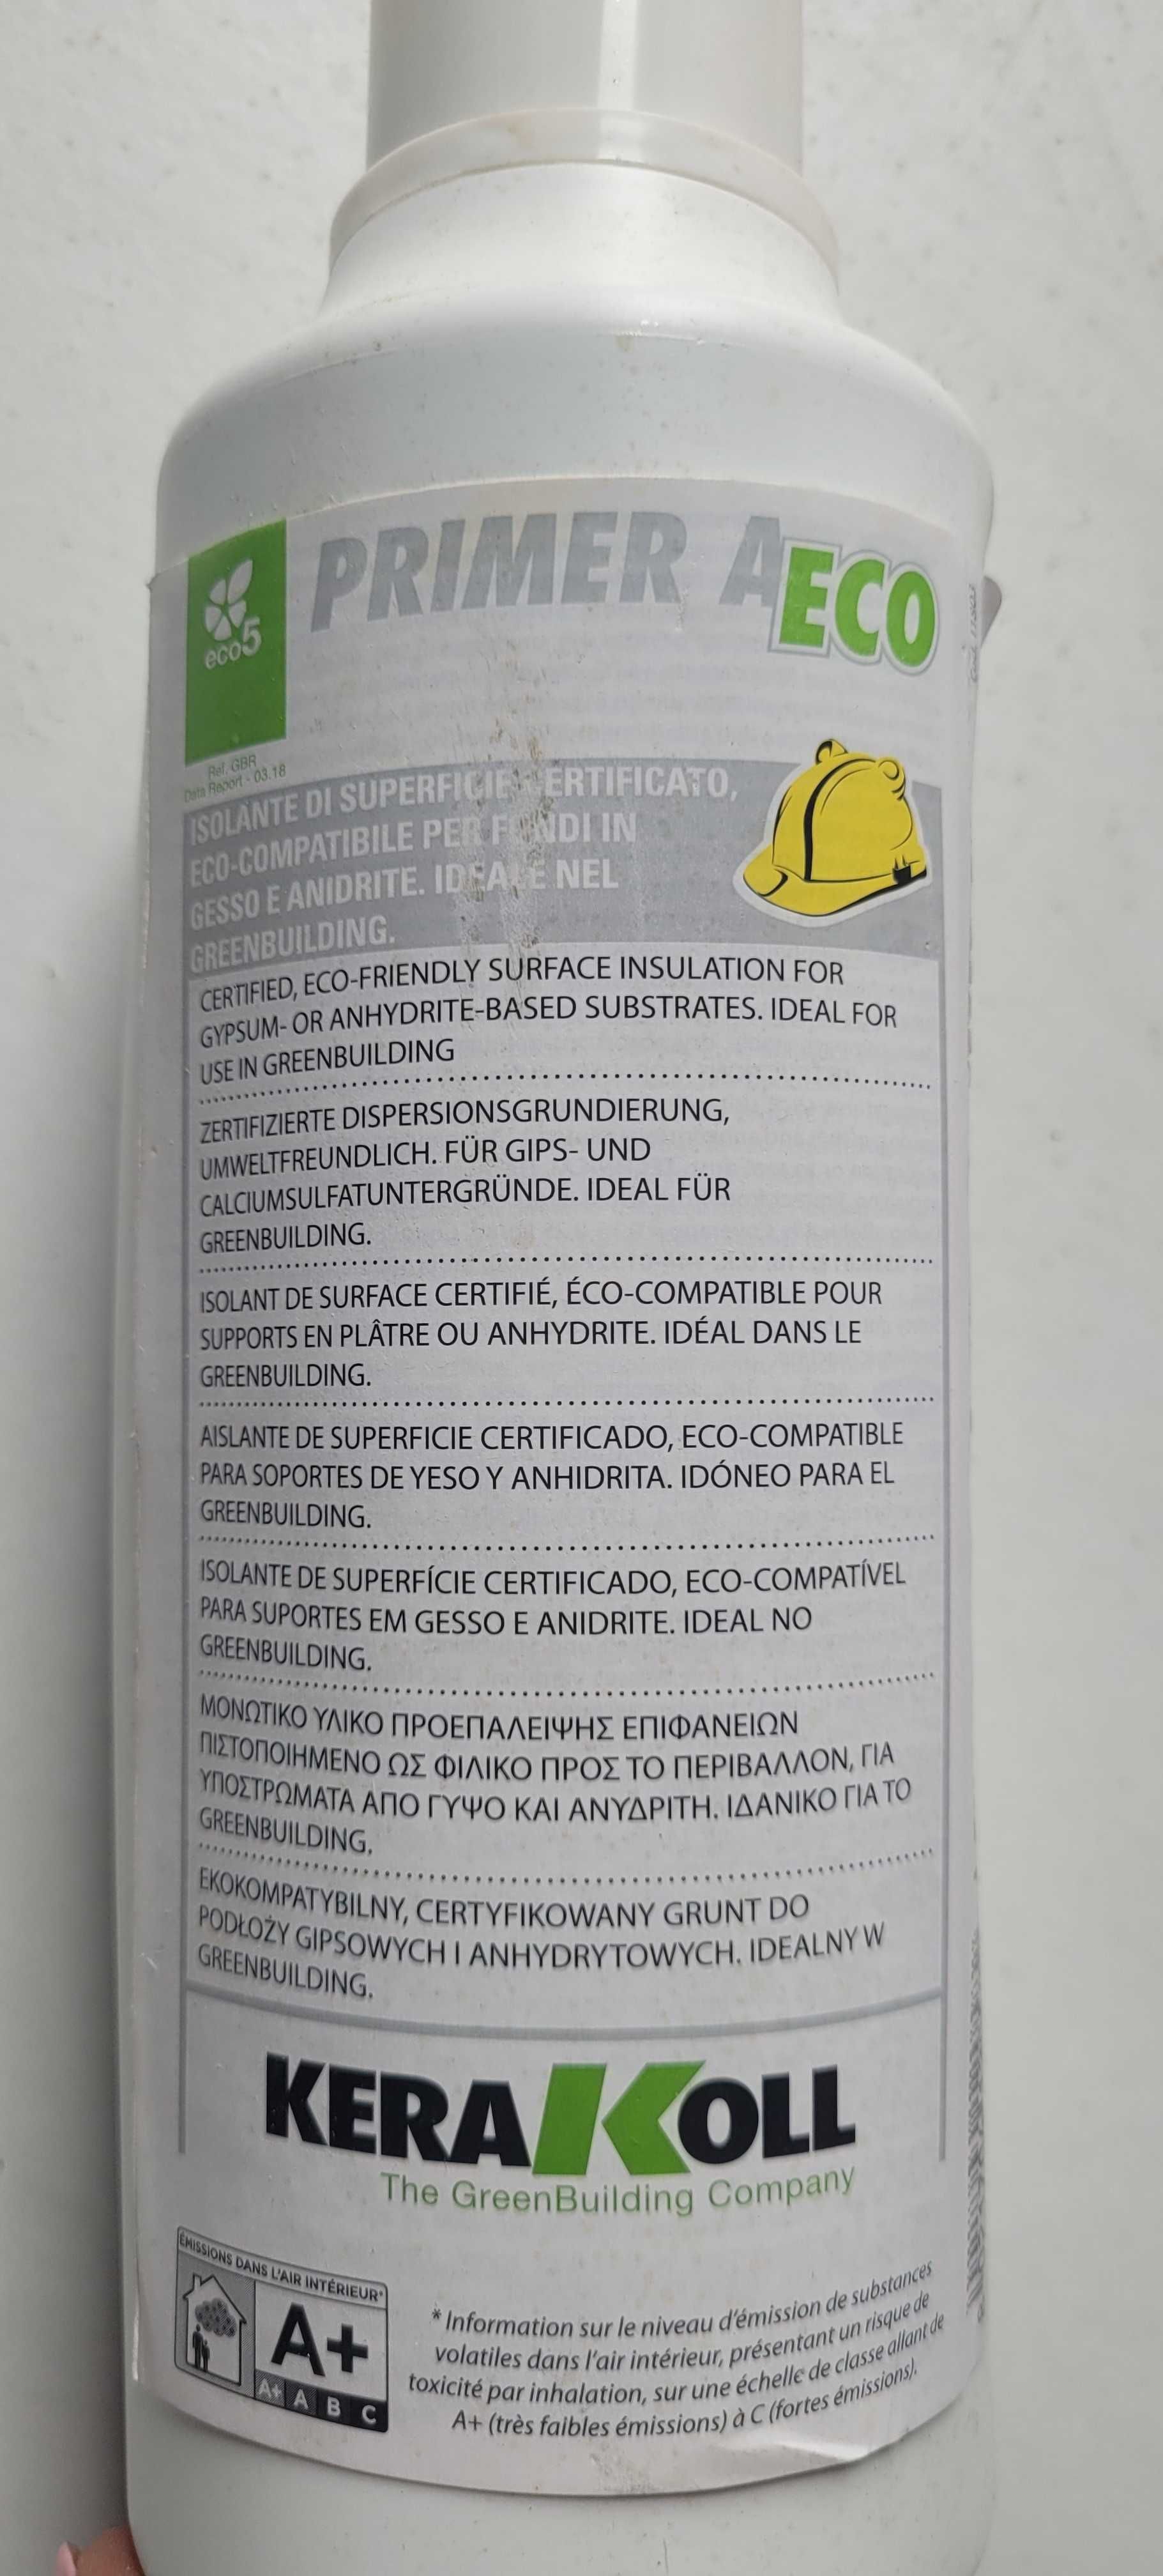 PRIMER A ECO
eco5
Rel. GBR
Data Report - 03.18
ISOLANTE DI SUPERFICIE CERTIFICATO,
ECO-COMPATIBILE PER FONDI IN
GESSO E ANIDRITE. IDEALE NEL
GREENBUILDING.
CERTIFIED, ECO-FRIENDLY SURFACE INSULATION FOR
GYPSUM- OR ANHYDRITE-BASED SUBSTRATES. IDEAL FOR
USE IN GREENBUILDING
ZERTIFIZIERTE DISPERSIONSGRUNDIERUNG,
UMWELTFREUNDLICH. FÜR GIPS- UND
CALCIUMSULFATUNTERGRÜNDE. IDEAL FÜR
GREENBUILDING.
ISOLANT DE SURFACE CERTIFIÉ, ÉCO-COMPATIBLE POUR
SUPPORTS EN PLÂTRE OU ANHYDRITE. IDÉAL DANS LE
GREENBUILDING.
AISLANTE DE SUPERFICIE CERTIFICADO, ECO-COMPATIBLE
PARA SOPORTES DE YESO Y ANHIDRITA. IDÓNEO PARA EL
GREENBUILDING.
ISOLANTE DE SUPERFÍCIE CERTIFICADO, ECO-COMPATÍVEL
PARA SUPORTES EM GESSO E ANIDRITE. IDEAL NO
GREENBUILDING.
ΜΟΝΩΤΙΚΟ ΥΛΙΚΟ ΠΡΟΕΠΑΛΕΙΨΗΣ ΕΠΙΦΑΝΕΙΩΝ
ΠΙΣΤΟΠΟΙΗΜΕΝΟ ΩΣ ΦΙΛΙΚΟ ΠΡΟΣ ΤΟ ΠΕΡΙΒΑΛΛΟΝ, ΓΙΑ
ΥΠΟΣΤΡΩΜΑΤΑ ΑΠΟ ΓΥΨΟ ΚΑΙ ΑΝΥΔΡΙΤΗ. ΙΔΑΝΙΚΟ ΓΙΑ ΤΟ
GREENBUILDING.
EKOKOMPATYBILNY, CERTYFIKOWANY GRUNT DO
PODŁOŻY GIPSOWYCH I ANHYDRYTOWYCH. IDEALNY W
GREENBUILDING.
KERAKOLL
The GreenBuilding Company
ÉMISSIONS DANS L'AIR INTÉRIEUR*
A+
A+ A B C
* Information sur le niveau d'émission de substances
volatiles dans l'air intérieur, présentant un risque de
toxicité par inhalation, sur une échelle de classe allant de
A+ (très faibles émissions) à C (fortes émissions).